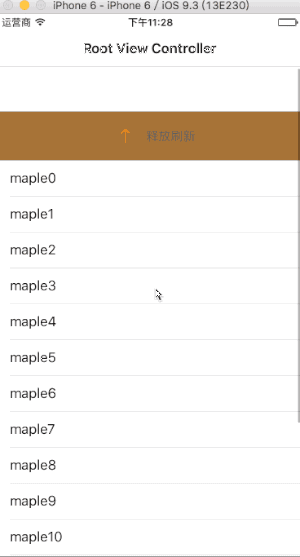 iPhone 6 - iPhone 6 / iOS 9.3 (13E230)
运营商 下午11:28
Root View Controller
↑ 释放刷新
maple0
maple1
maple2
maple3
maple4
maple5
maple6
maple7
maple8
maple9
maple10